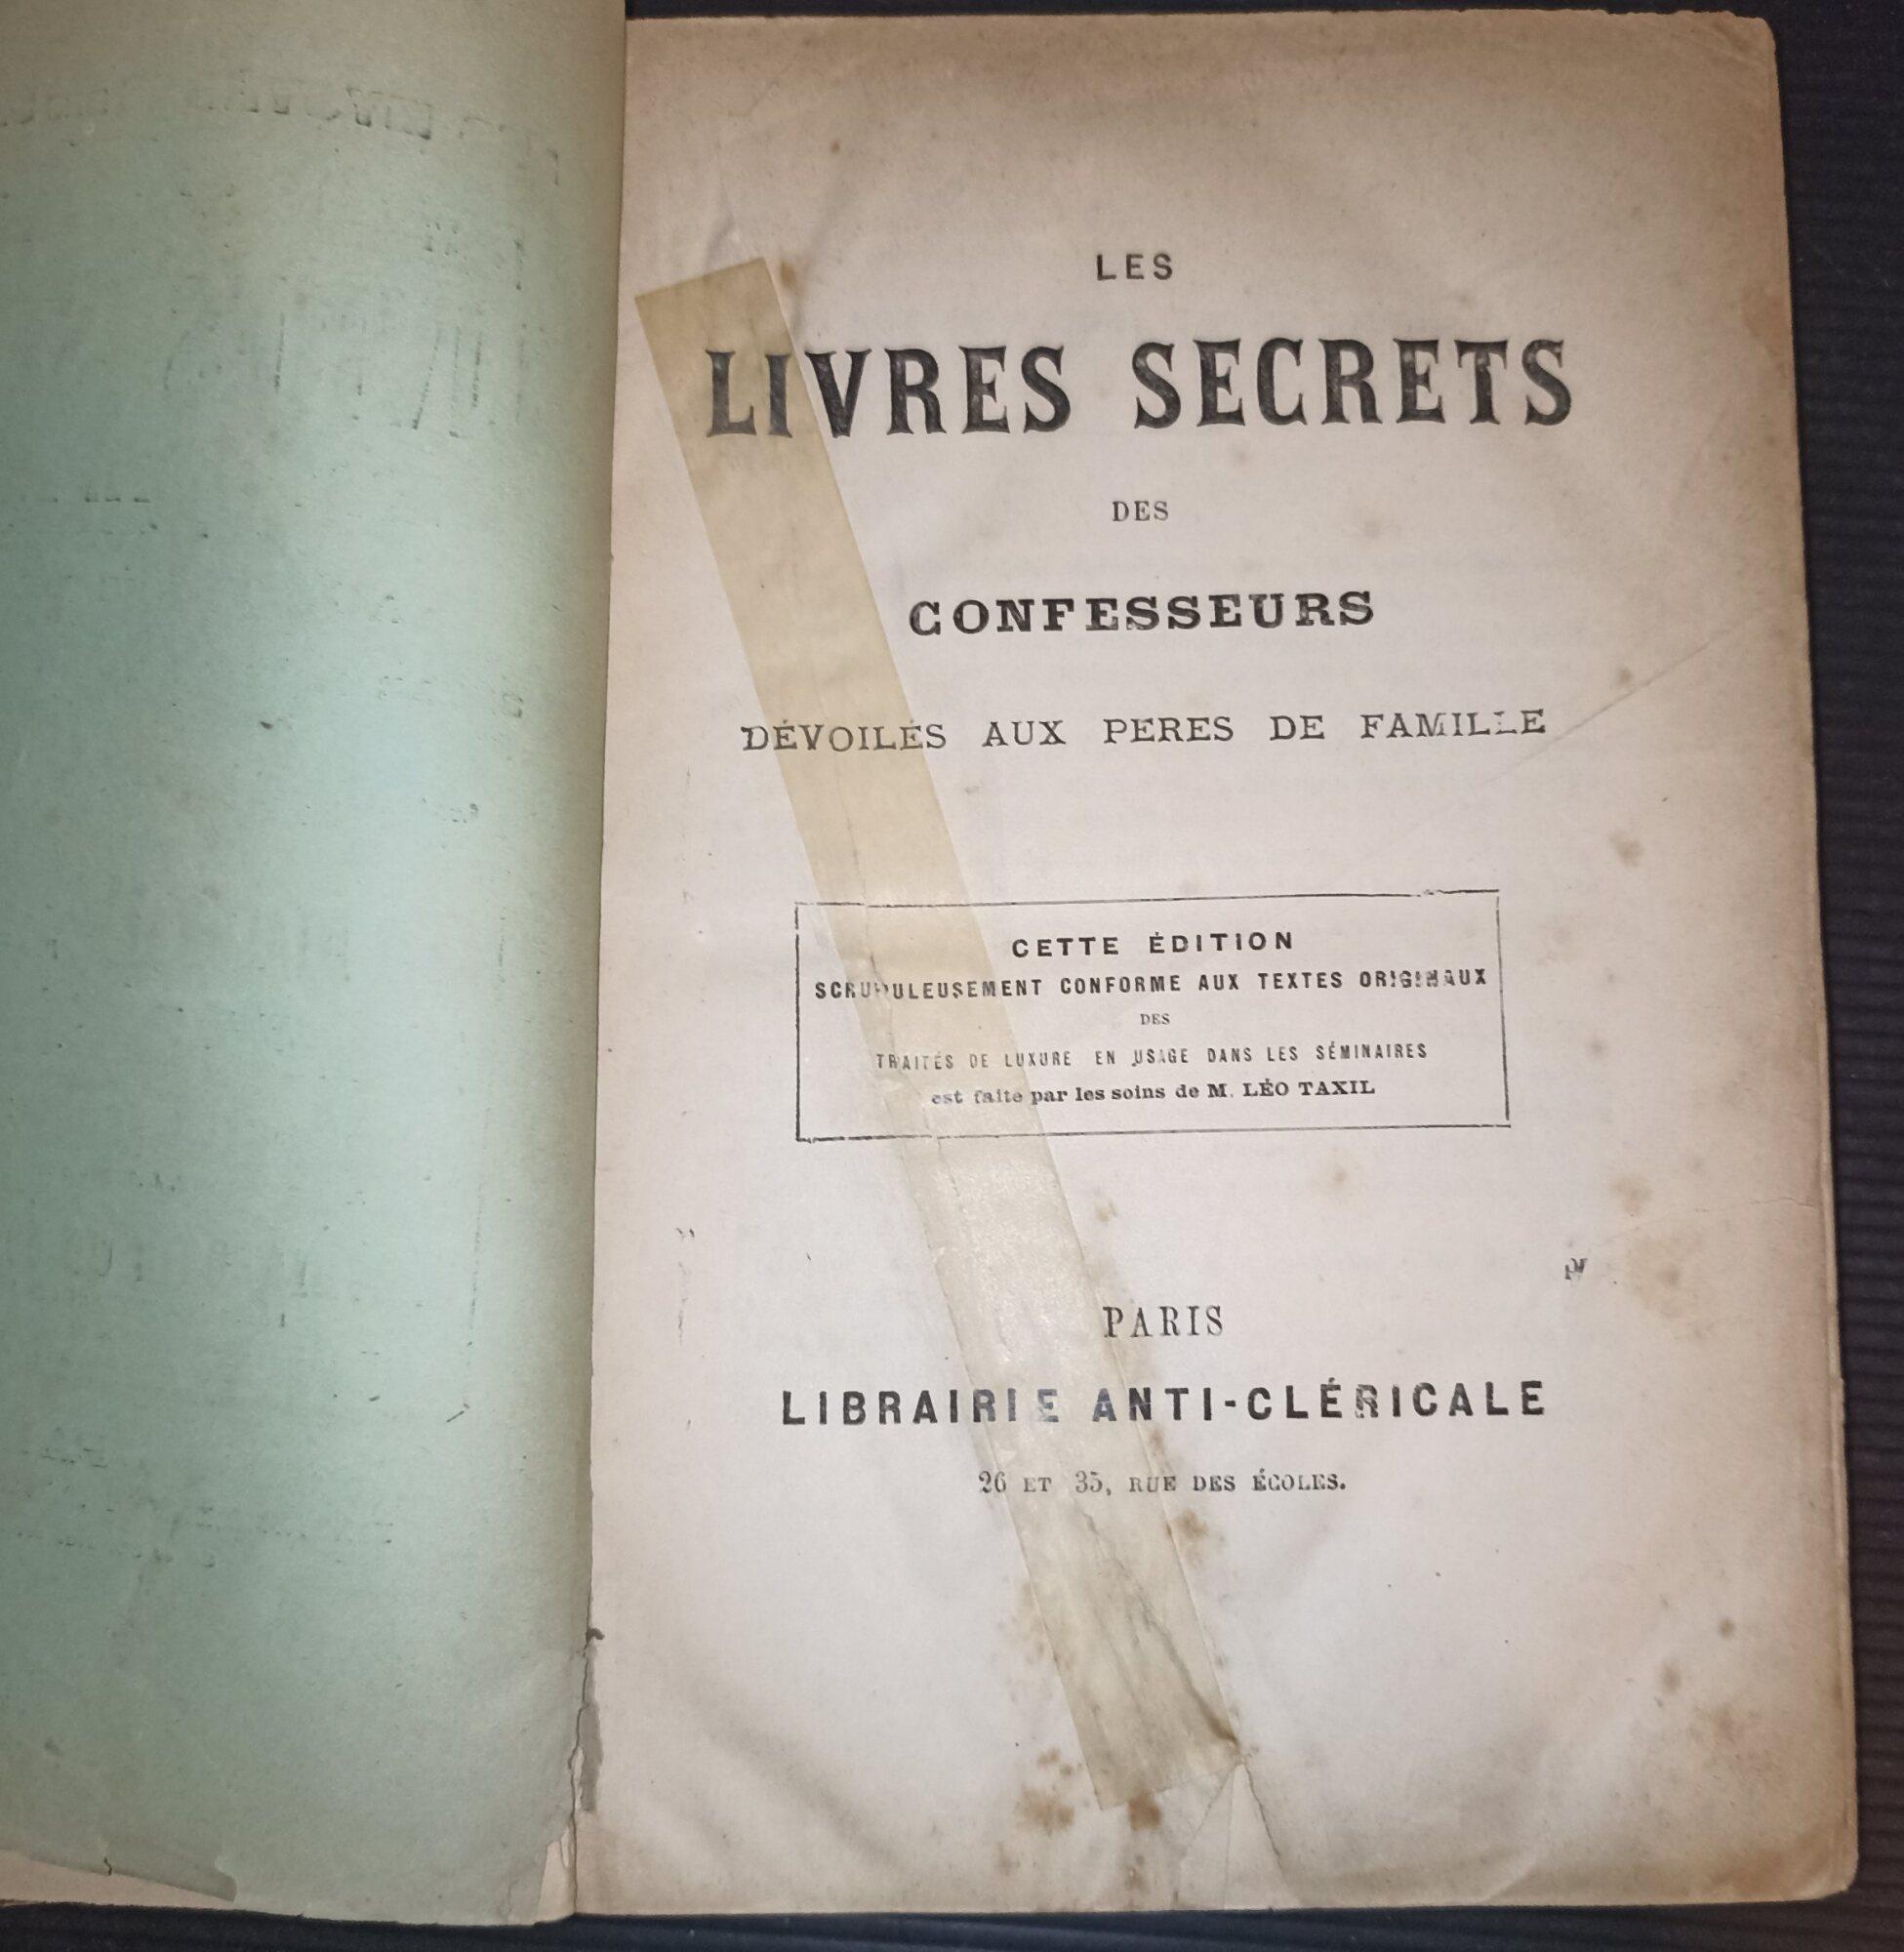 LES
LIVRES SECRETS
DES
CONFESSEURS
DÉVOILÉS AUX PERES DE FAMILLE
CETTE ÉDITION
SCRUPULEUSEMENT CONFORME AUX TEXTES ORIGINAUX
DES
TRAITÉS DE LUXURE EN USAGE DANS LES SÉMINAIRES
est faite par les soins de M. LÉO TAXIL
PARIS
LIBRAIRIE ANTI-CLÉRICALE
26 ET 35, RUE DES ÉCOLES.